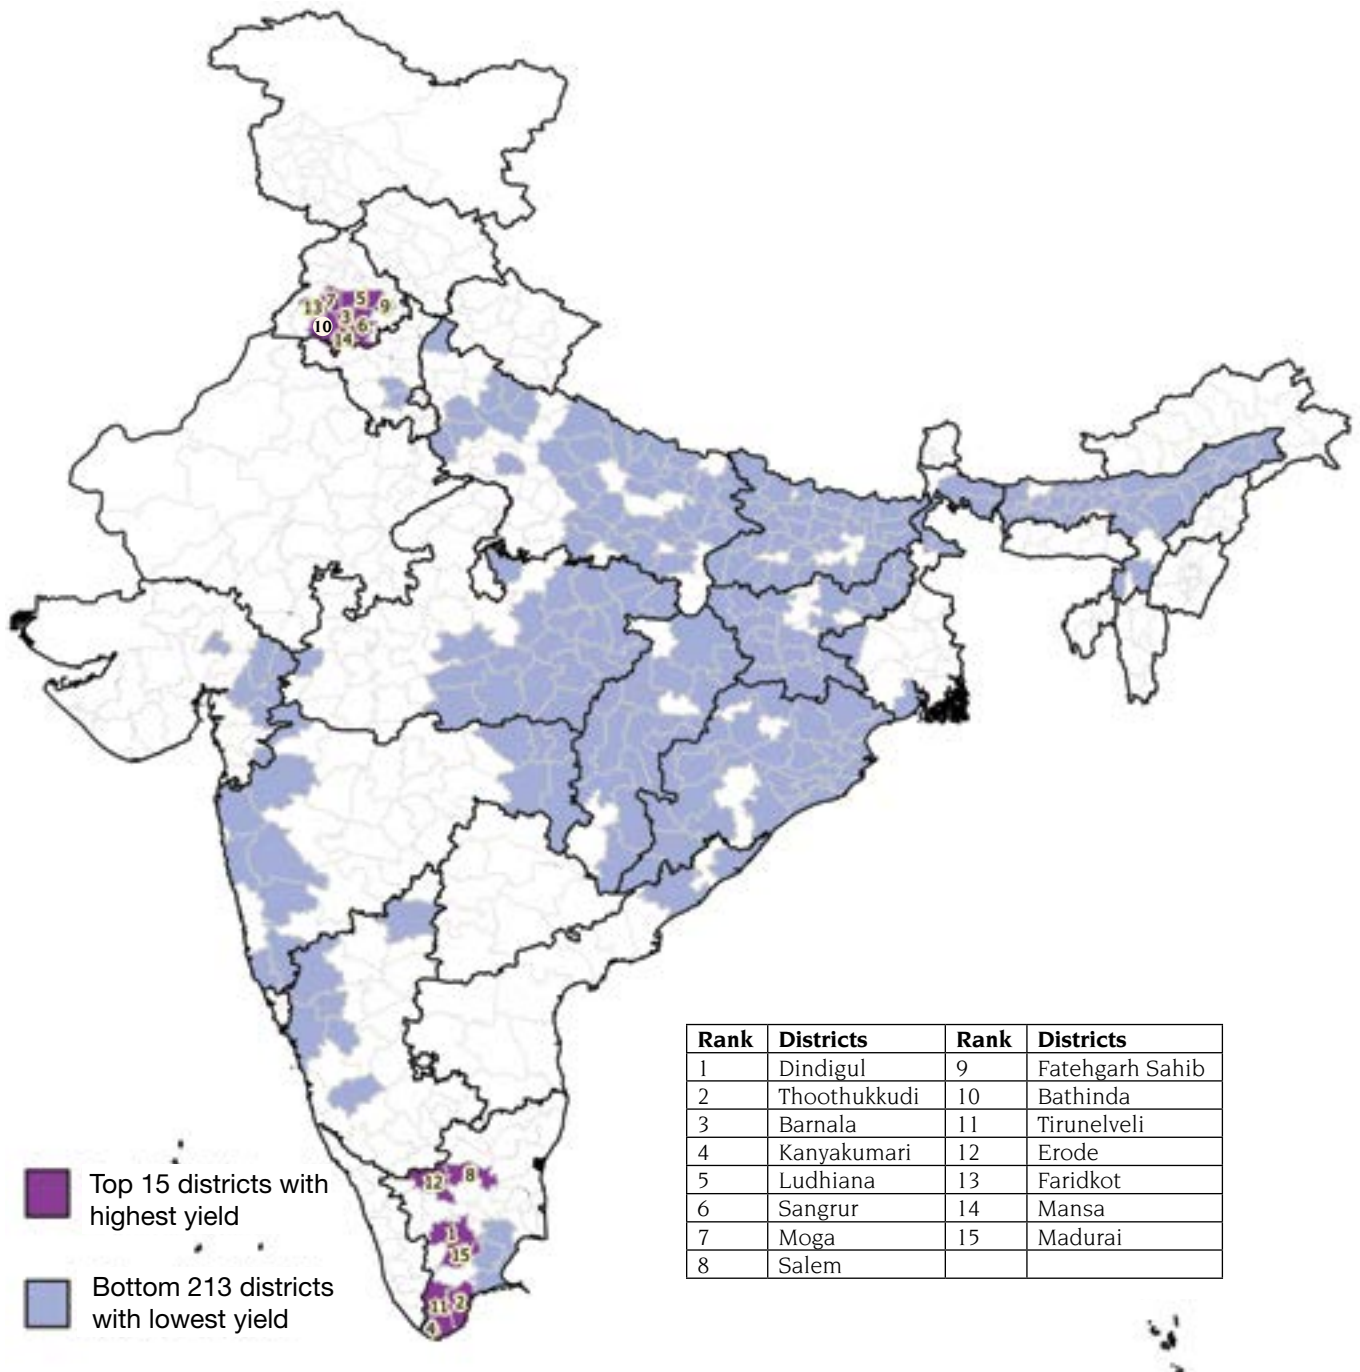 13 7 5 9
3
10 6
14
Rank Districts Rank Districts
1 Dindigul 9 Fatehgarh Sahib
2 Thoothukkudi 10 Bathinda
3 Barnala 11 Tirunelveli
4 Kanyakumari 12 Erode
5 Ludhiana 13 Faridkot
6 Sangrur 14 Mansa
7 Moga 15 Madurai
8 Salem
12 8
1
15
11 2
4
Top 15 districts with
highest yield
Bottom 213 districts
with lowest yield